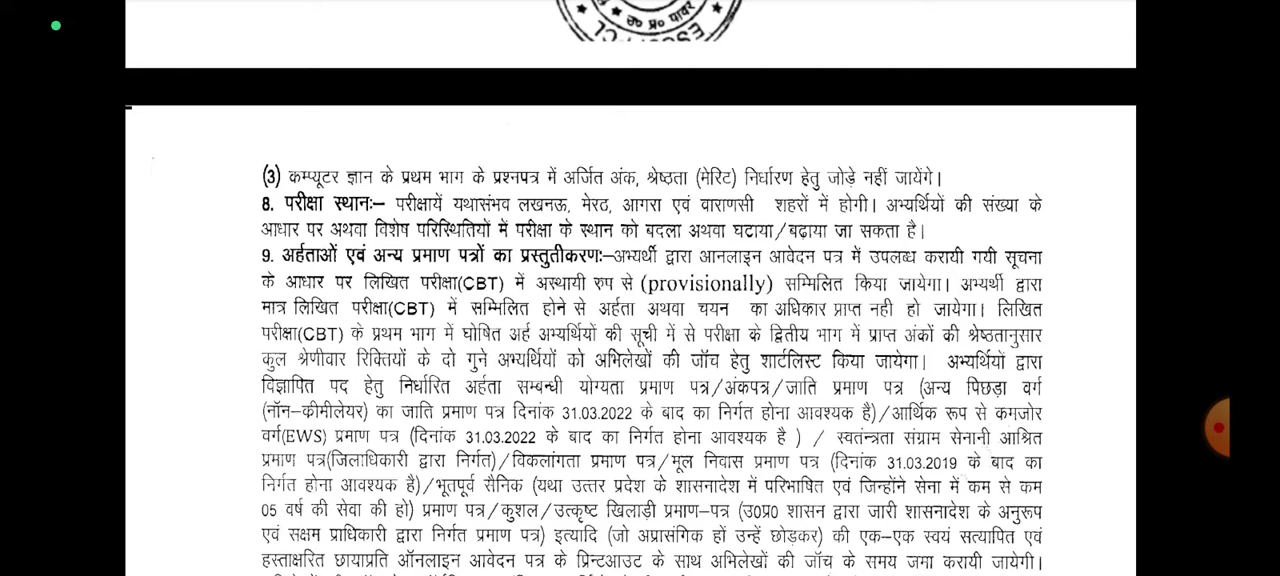 ★ उ० प्र० पावर ★
(3) कम्प्यूटर ज्ञान के प्रथम भाग के प्रश्नपत्र में अर्जित अंक, श्रेष्ठता (मेरिट) निर्धारण हेतु जोड़े नहीं जायेंगे।
8. परीक्षा स्थानः– परीक्षायें यथासंभव लखनऊ, मेरठ, आगरा एवं वाराणसी शहरों में होगी। अभ्यर्थियों की संख्या के
आधार पर अथवा विशेष परिस्थितियों में परीक्षा के स्थान को बदला अथवा घटाया/बढ़ाया जा सकता है।
9. अर्हताओं एवं अन्य प्रमाण पत्रों का प्रस्तुतीकरणः–अभ्यर्थी द्वारा आनलाइन आवेदन पत्र में उपलब्ध करायी गयी सूचना
के आधार पर लिखित परीक्षा(CBT) में अस्थायी रुप से (provisionally) सम्मिलित किया जायेगा। अभ्यर्थी द्वारा
मात्र लिखित परीक्षा(CBT) में सम्मिलित होने से अर्हता अथवा चयन का अधिकार प्राप्त नही हो जायेगा। लिखित
परीक्षा(CBT) के प्रथम भाग में घोषित अर्ह अभ्यर्थियों की सूची में से परीक्षा के द्वितीय भाग में प्राप्त अंकों की श्रेष्ठतानुसार
कुल श्रेणीवार रिक्तियों के दो गुने अभ्यर्थियों को अभिलेखों की जॉच हेतु शार्टलिस्ट किया जायेगा। अभ्यर्थियों द्वारा
विज्ञापित पद हेतु निर्धारित अर्हता सम्बन्धी योग्यता प्रमाण पत्र/अंकपत्र/जाति प्रमाण पत्र (अन्य पिछड़ा वर्ग
(नॉन–कीमीलेयर) का जाति प्रमाण पत्र दिनांक 31.03.2022 के बाद का निर्गत होना आवश्यक है)/आर्थिक रूप से कमजोर
वर्ग(EWS) प्रमाण पत्र (दिनांक 31.03.2022 के बाद का निर्गत होना आवश्यक है ) / स्वतंन्त्रता संग्राम सेनानी आश्रित
प्रमाण पत्र(जिलाधिकारी द्वारा निर्गत)/विकलांगता प्रमाण पत्र/मूल निवास प्रमाण पत्र (दिनांक 31.03.2019 के बाद का
निर्गत होना आवश्यक है)/भूतपूर्व सैनिक (यथा उत्तर प्रदेश के शासनादेश में परिभाषित एवं जिन्होंने सेना में कम से कम
05 वर्ष की सेवा की हो) प्रमाण पत्र/कुशल/उत्कृष्ट खिलाड़ी प्रमाण–पत्र (उ0प्र0 शासन द्वारा जारी शासनादेश के अनुरूप
एवं सक्षम प्राधिकारी द्वारा निर्गत प्रमाण पत्र) इत्यादि (जो अप्रासंगिक हों उन्हें छोड़कर) की एक–एक स्वयं सत्यापित एवं
हस्ताक्षरित छायाप्रति ऑनलाइन आवेदन पत्र के प्रिन्टआउट के साथ अभिलेखों की जॉच के समय जमा करायी जायेगी।